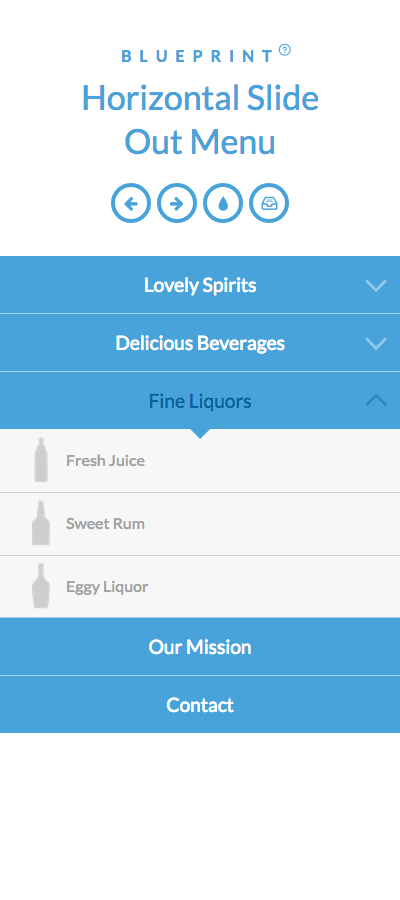 BLUEPRINT ?
Horizontal Slide
Out Menu
Lovely Spirits
Delicious Beverages
Fine Liquors
Fresh Juice
Sweet Rum
Eggy Liquor
Our Mission
Contact